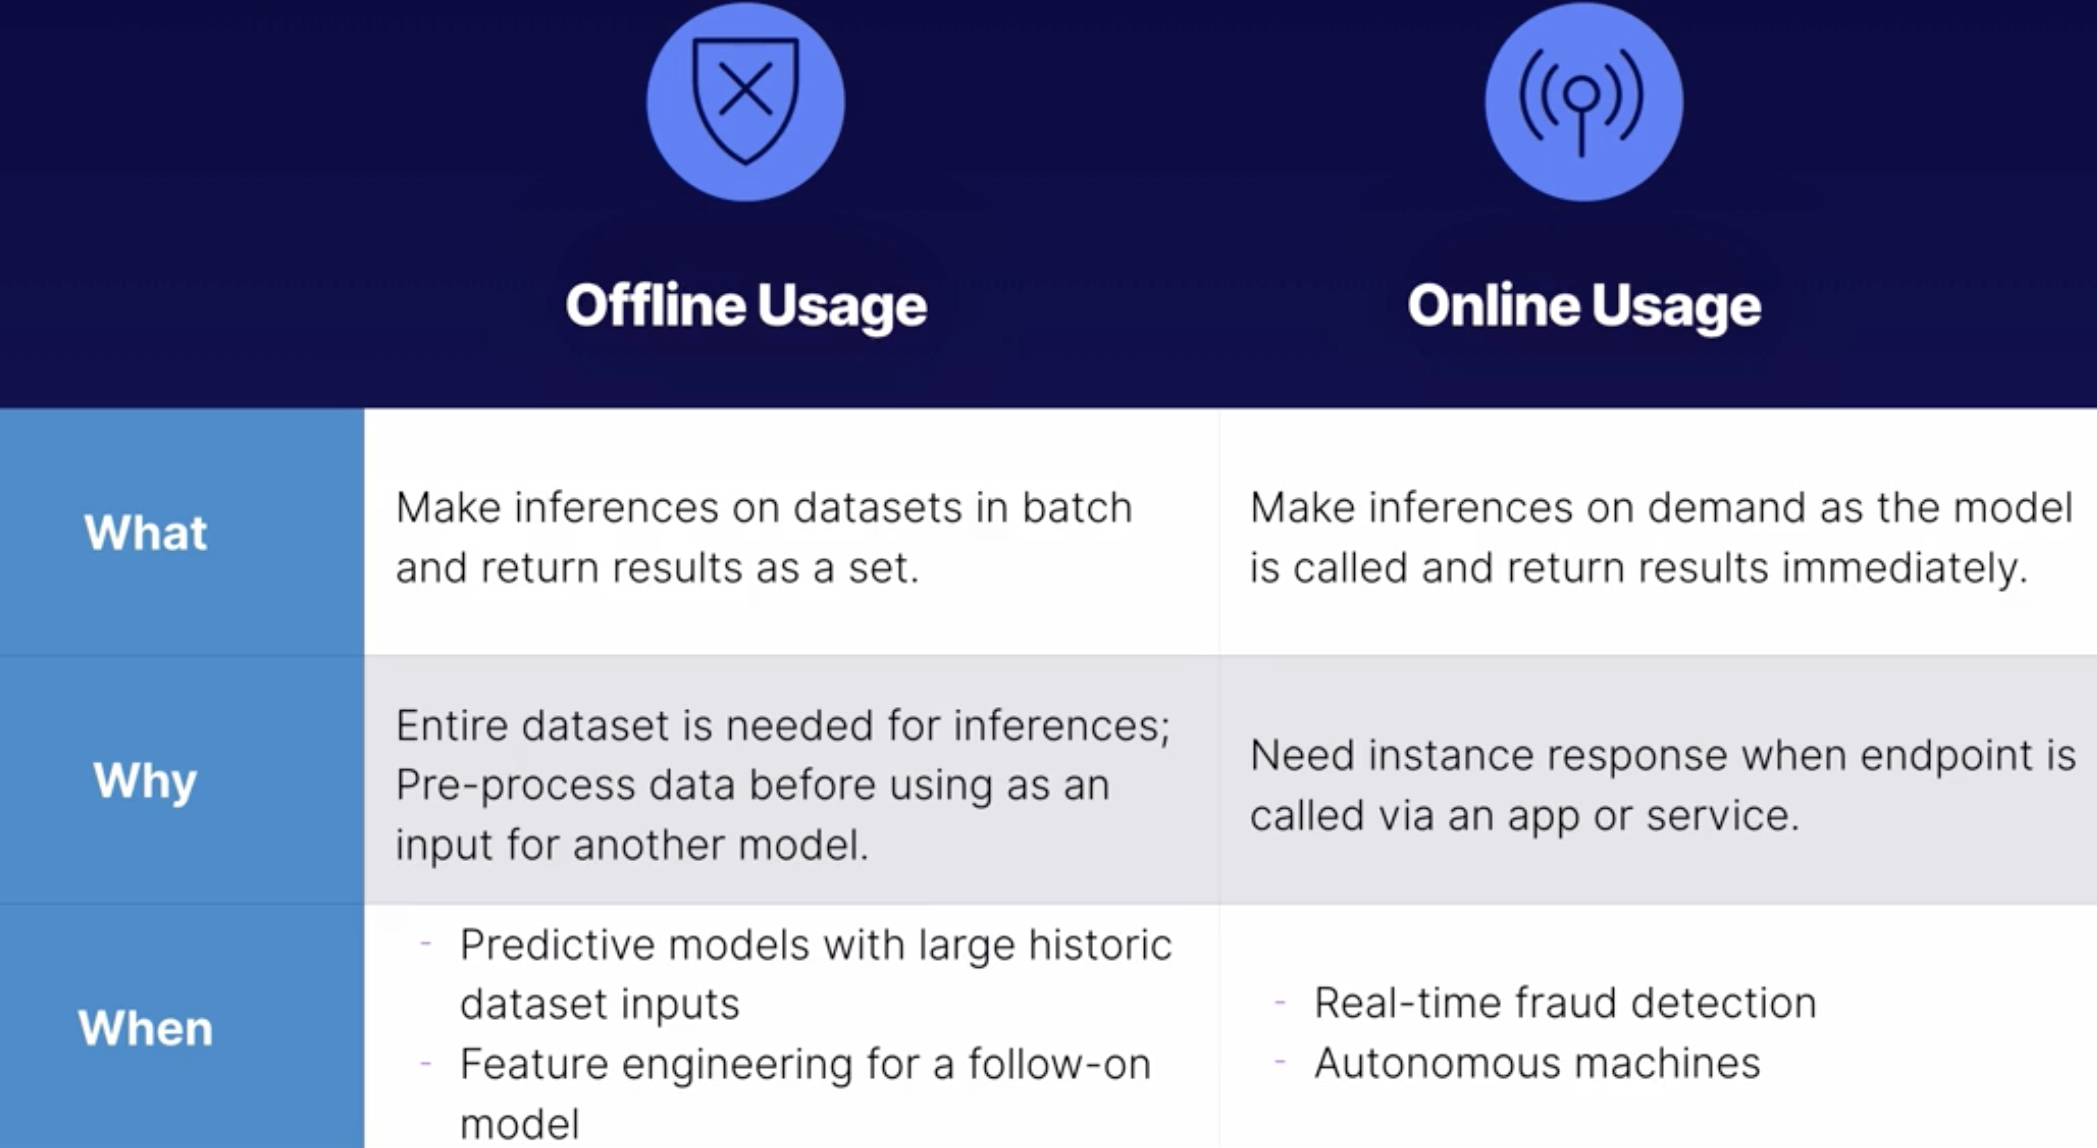 Offline Usage
Online Usage
What
Make inferences on datasets in batch
and return results as a set.
Make inferences on demand as the model
is called and return results immediately.
Why
Entire dataset is needed for inferences;
Pre-process data before using as an
input for another model.
Need instance response when endpoint is
called via an app or service.
When
- Predictive models with large historic
dataset inputs
- Feature engineering for a follow-on
model
- Real-time fraud detection
- Autonomous machines